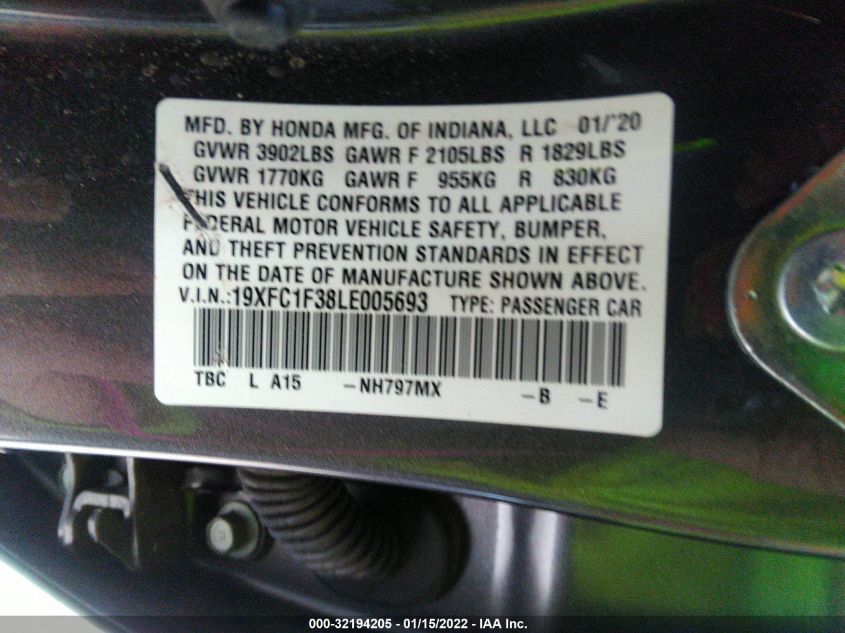 MFD. BY HONDA MFG. OF INDIANA, LLC 01/'20
GVWR 3902LBS GAWR F 2105LBS R 1829LBS
GVWR 1770KG GAWR F 955KG R 830KG
THIS VEHICLE CONFORMS TO ALL APPLICABLE
FEDERAL MOTOR VEHICLE SAFETY, BUMPER,
AND THEFT PREVENTION STANDARDS IN EFFECT
ON THE DATE OF MANUFACTURE SHOWN ABOVE.
V.I.N.:19XFC1F38LE005693 TYPE: PASSENGER CAR
TBC L A15 -NH797MX -B -E
000-32194205 - 01/15/2022 - IAA Inc.